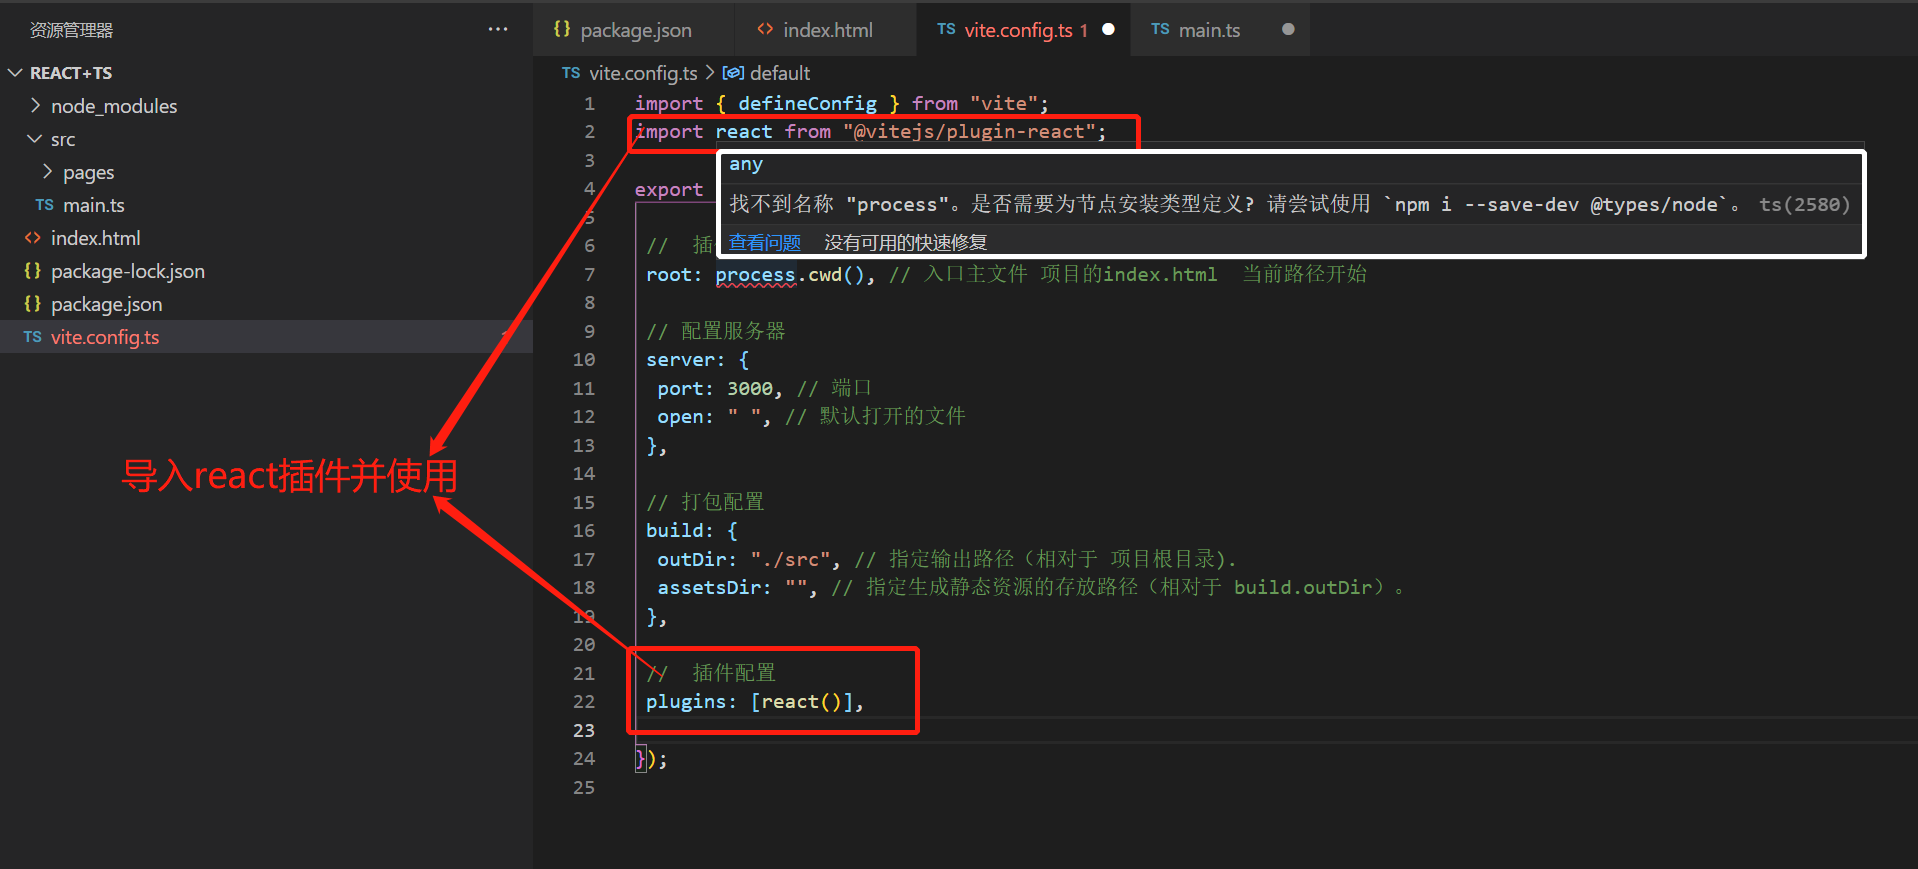 资源管理器 ···
REACT+TS
node_modules
src
pages
TS main.ts
<> index.html
{} package-lock.json
{} package.json
TS vite.config.ts
导入react插件并使用
{} package.json <> index.html TS vite.config.ts 1 TS main.ts
TS vite.config.ts > default
1 import { defineConfig } from "vite";
2 import react from "@vitejs/plugin-react";
3
any
4 export
找不到名称 "process"。是否需要为节点安装类型定义? 请尝试使用 `npm i --save-dev @types/node`。 ts(2580)
5
查看问题 没有可用的快速修复
6 // 插
7 root: process.cwd(), // 入口主文件 项目的index.html 当前路径开始
8
9 // 配置服务器
10 server: {
11 port: 3000, // 端口
12 open: " ", // 默认打开的文件
13 },
14
15 // 打包配置
16 build: {
17 outDir: "./src", // 指定输出路径（相对于 项目根目录).
18 assetsDir: "", // 指定生成静态资源的存放路径（相对于 build.outDir）。
19 },
20
21 // 插件配置
22 plugins: [react()],
23
24 });
25